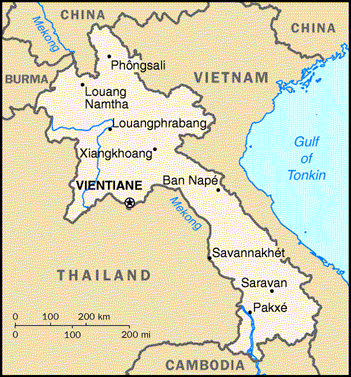 CHINA
CHINA
Mekong
Phôngsali
BURMA
VIETNAM
Louang
Namtha
Louangphrabang
Gulf
of
Tonkin
Xiangkhoang
VIENTIANE
Ban Napé
Mekong
Savannakhét
THAILAND
Saravan
Pakxé
0 100 200 km
0 100 200 mi
CAMBODIA